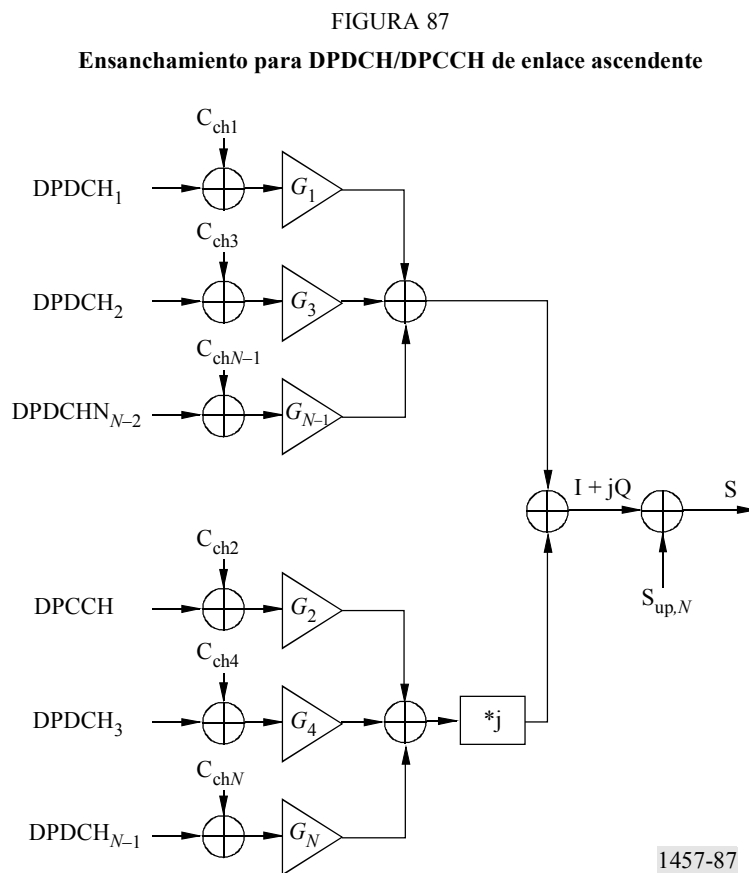 FIGURA 87
Ensanchamiento para DPDCH/DPCCH de enlace ascendente
C_ch1
DPDCH_1
G_1
C_ch3
DPDCH_2
G_3
C_chN–1
DPDCHN_N–2
G_N–1
I + jQ
S
S_up,N
C_ch2
DPCCH
G_2
C_ch4
DPDCH_3
G_4
*j
C_chN
DPDCH_N–1
G_N
1457-87